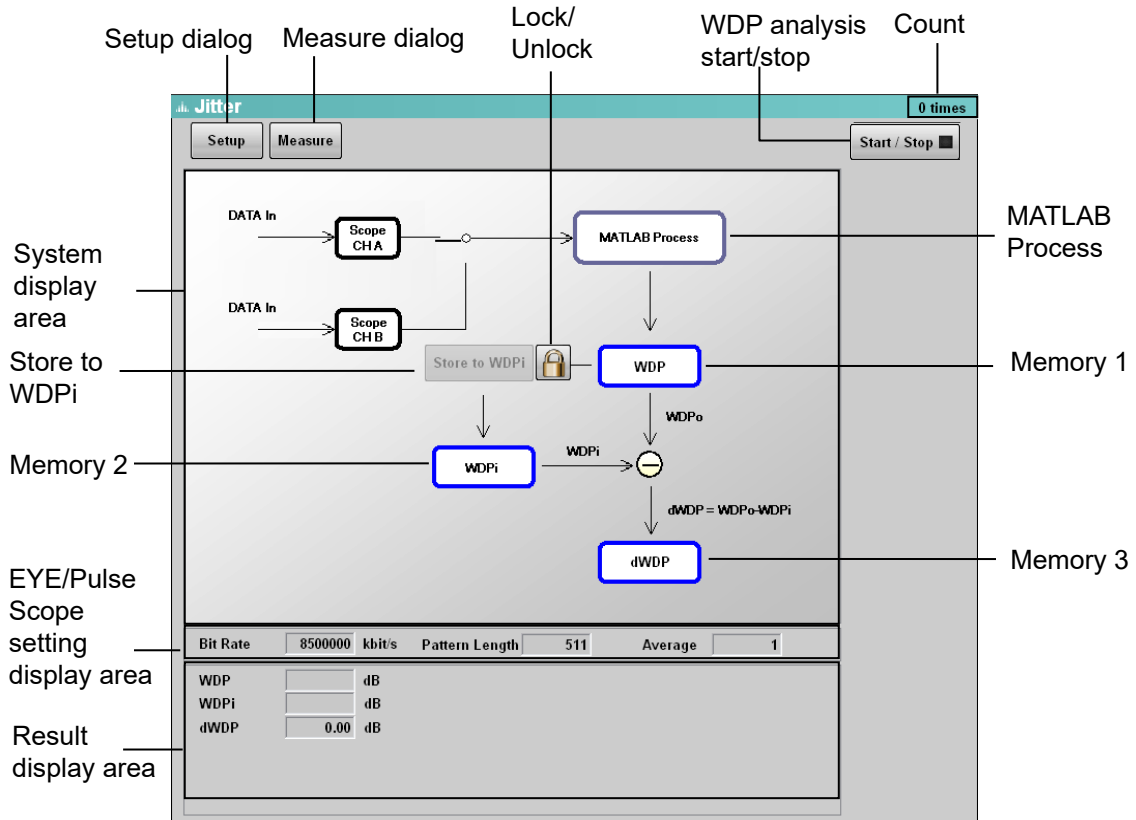 Setup dialog
Measure dialog
Lock/
Unlock
WDP analysis
start/stop
Count
Jitter
0 times
Setup
Measure
Start / Stop
DATA In
Scope
CH A
MATLAB Process
MATLAB
Process
System
display
area
DATA In
Scope
CH B
Store to
WDPi
Store to WDPi
WDP
Memory 1
WDPo
Memory 2
WDPi
WDPi
dWDP = WDPo-WDPi
dWDP
Memory 3
EYE/Pulse
Scope
setting
display area
Bit Rate 8500000 kbit/s Pattern Length 511 Average 1
WDP dB
WDPi dB
dWDP 0.00 dB
Result
display area